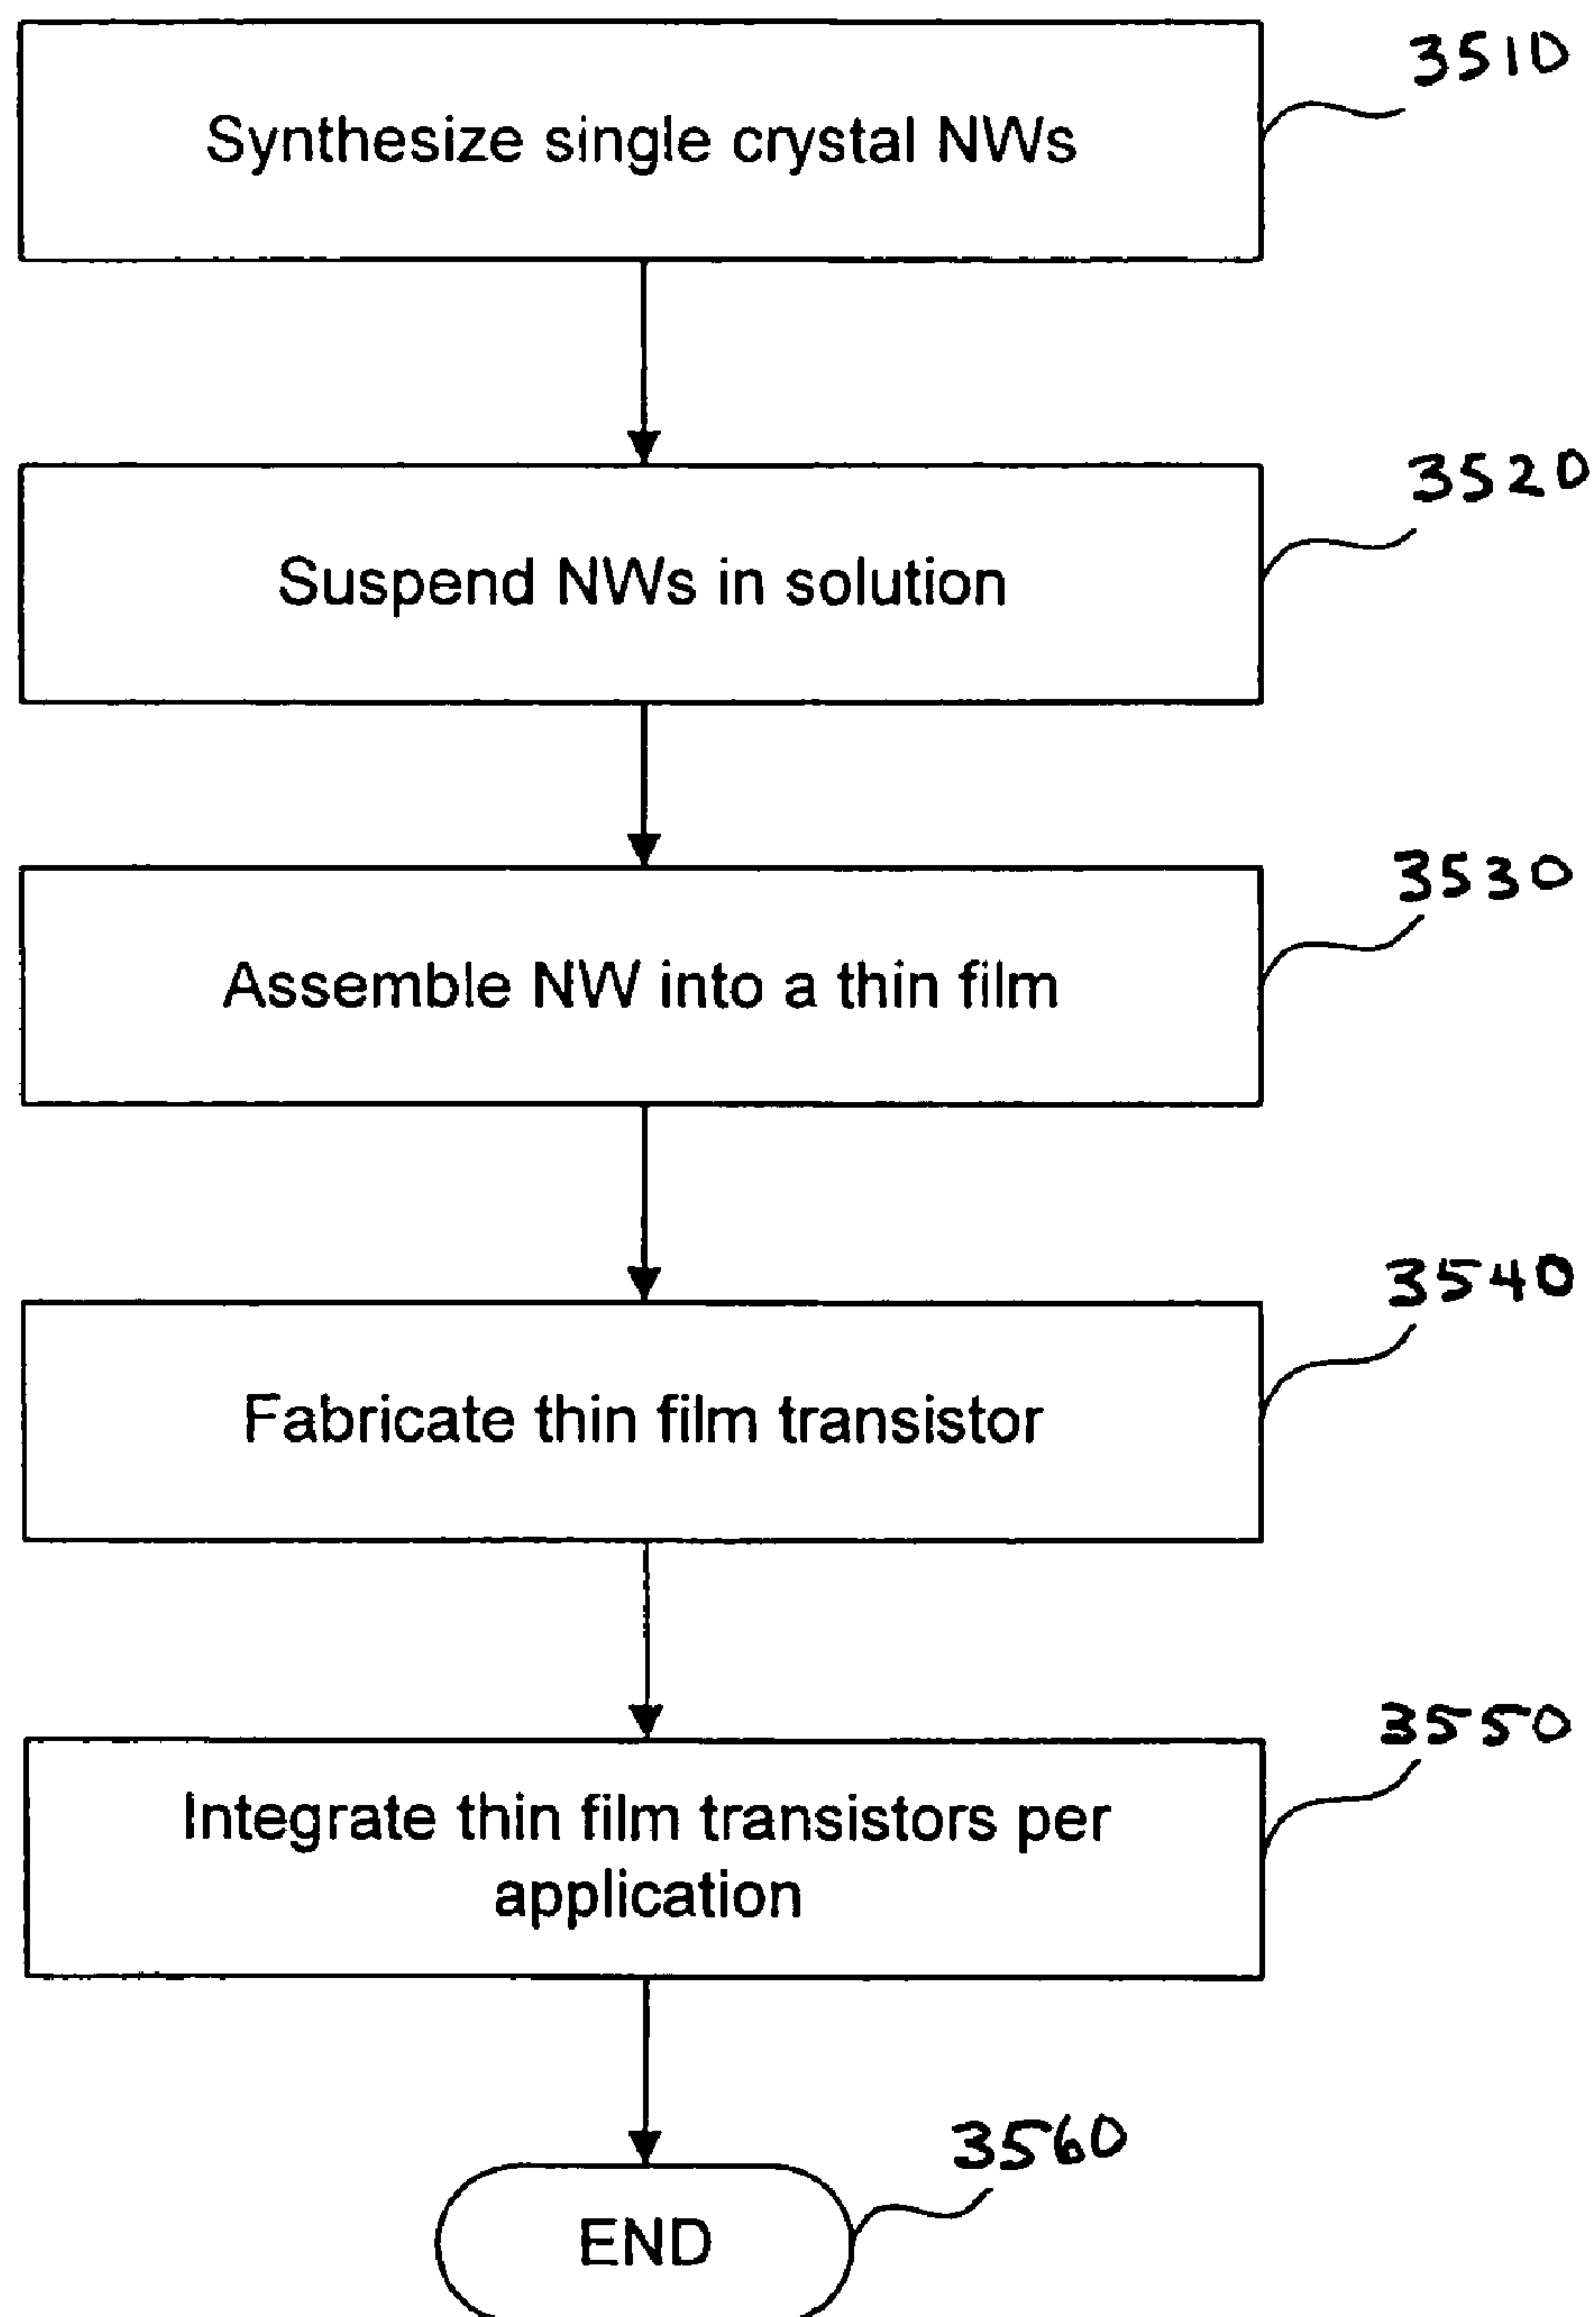 3510
Synthesize single crystal NWs
3520
Suspend NWs in solution
3530
Assemble NW into a thin film
3540
Fabricate thin film transistor
3550
Integrate thin film transistors per
application
3560
END